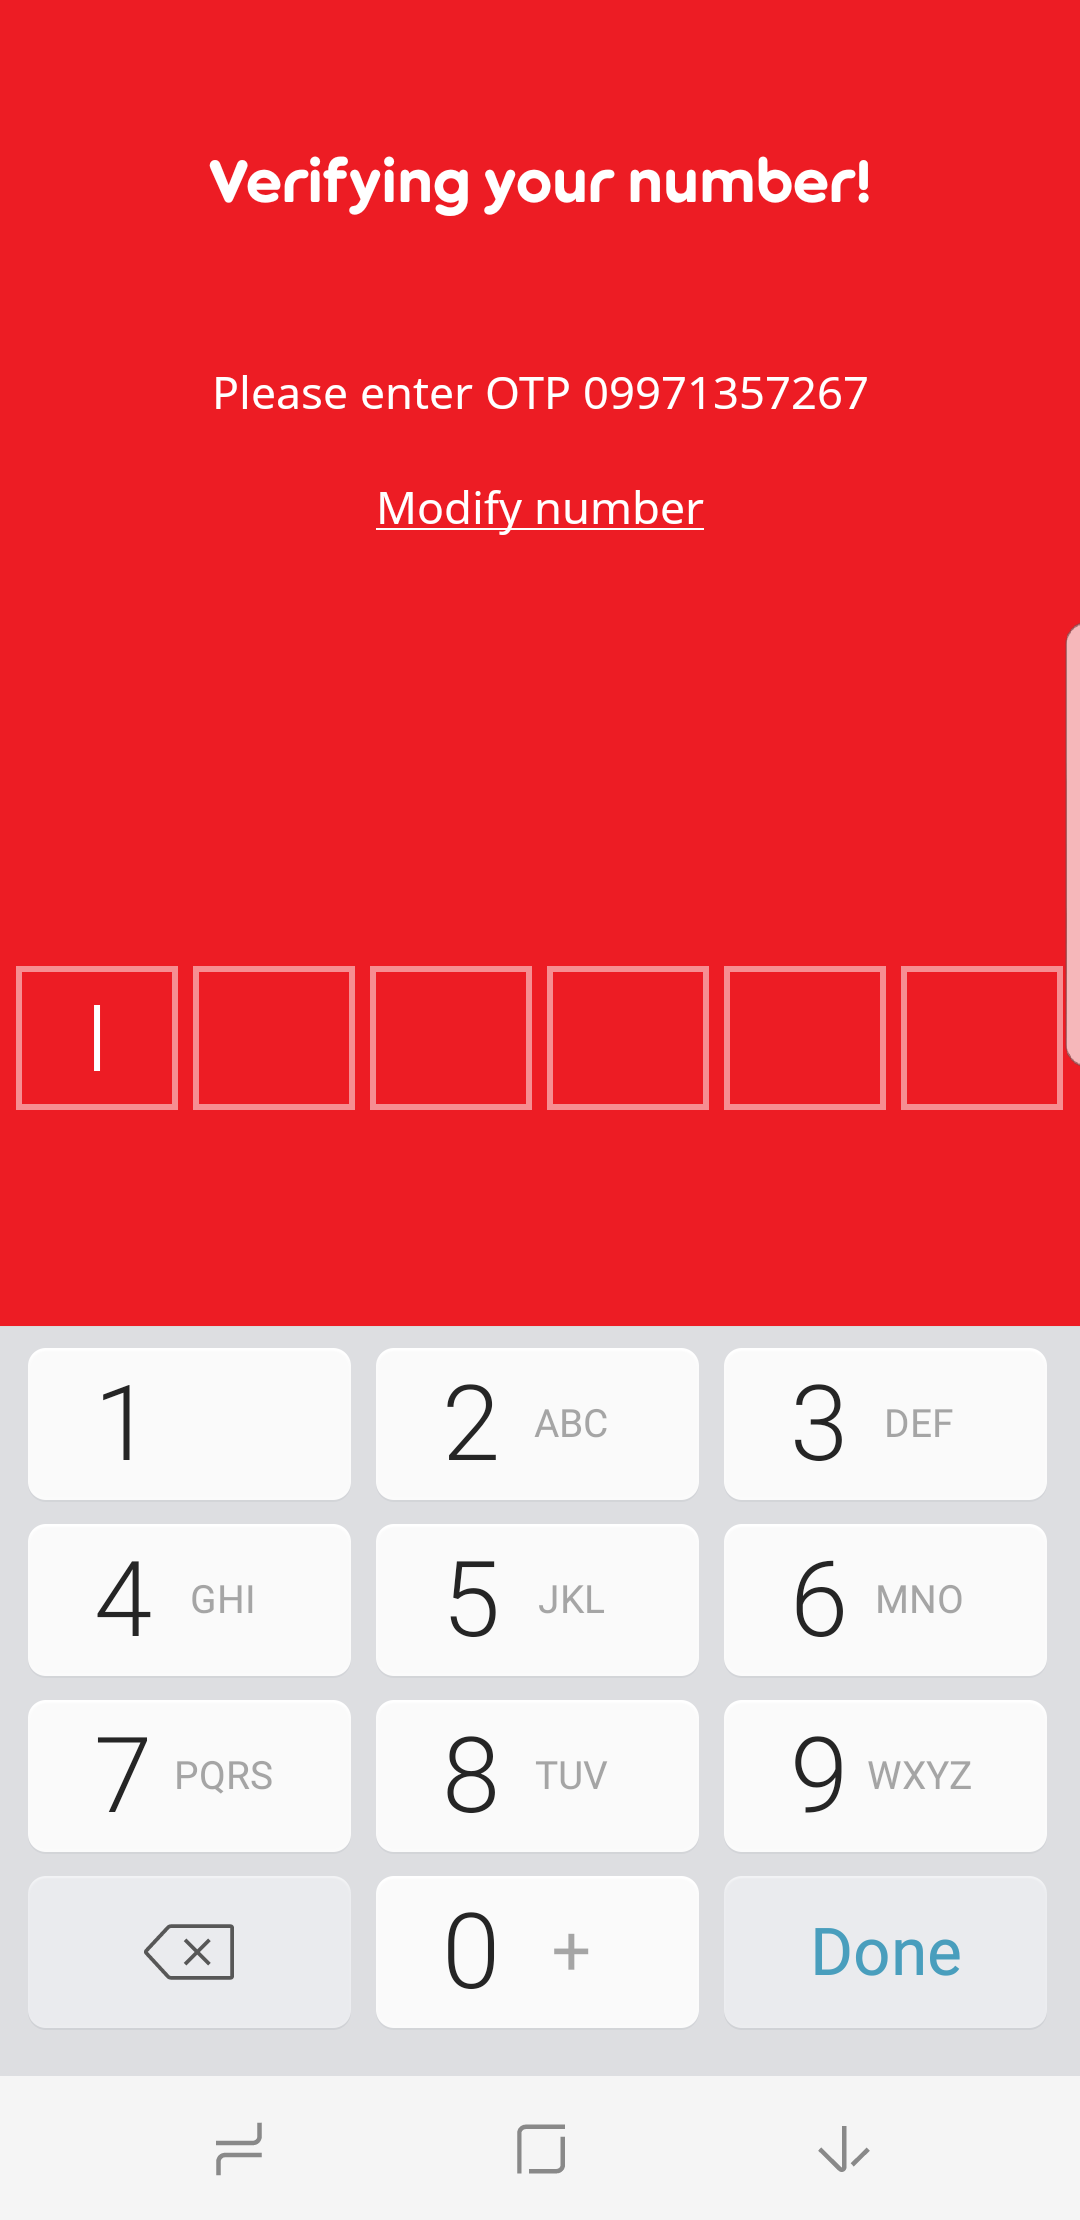 Verifying your number!
Please enter OTP 09971357267
Modify number
1
2 ABC
3 DEF
4 GHI
5 JKL
6 MNO
7 PQRS
8 TUV
9 WXYZ
0 +
Done